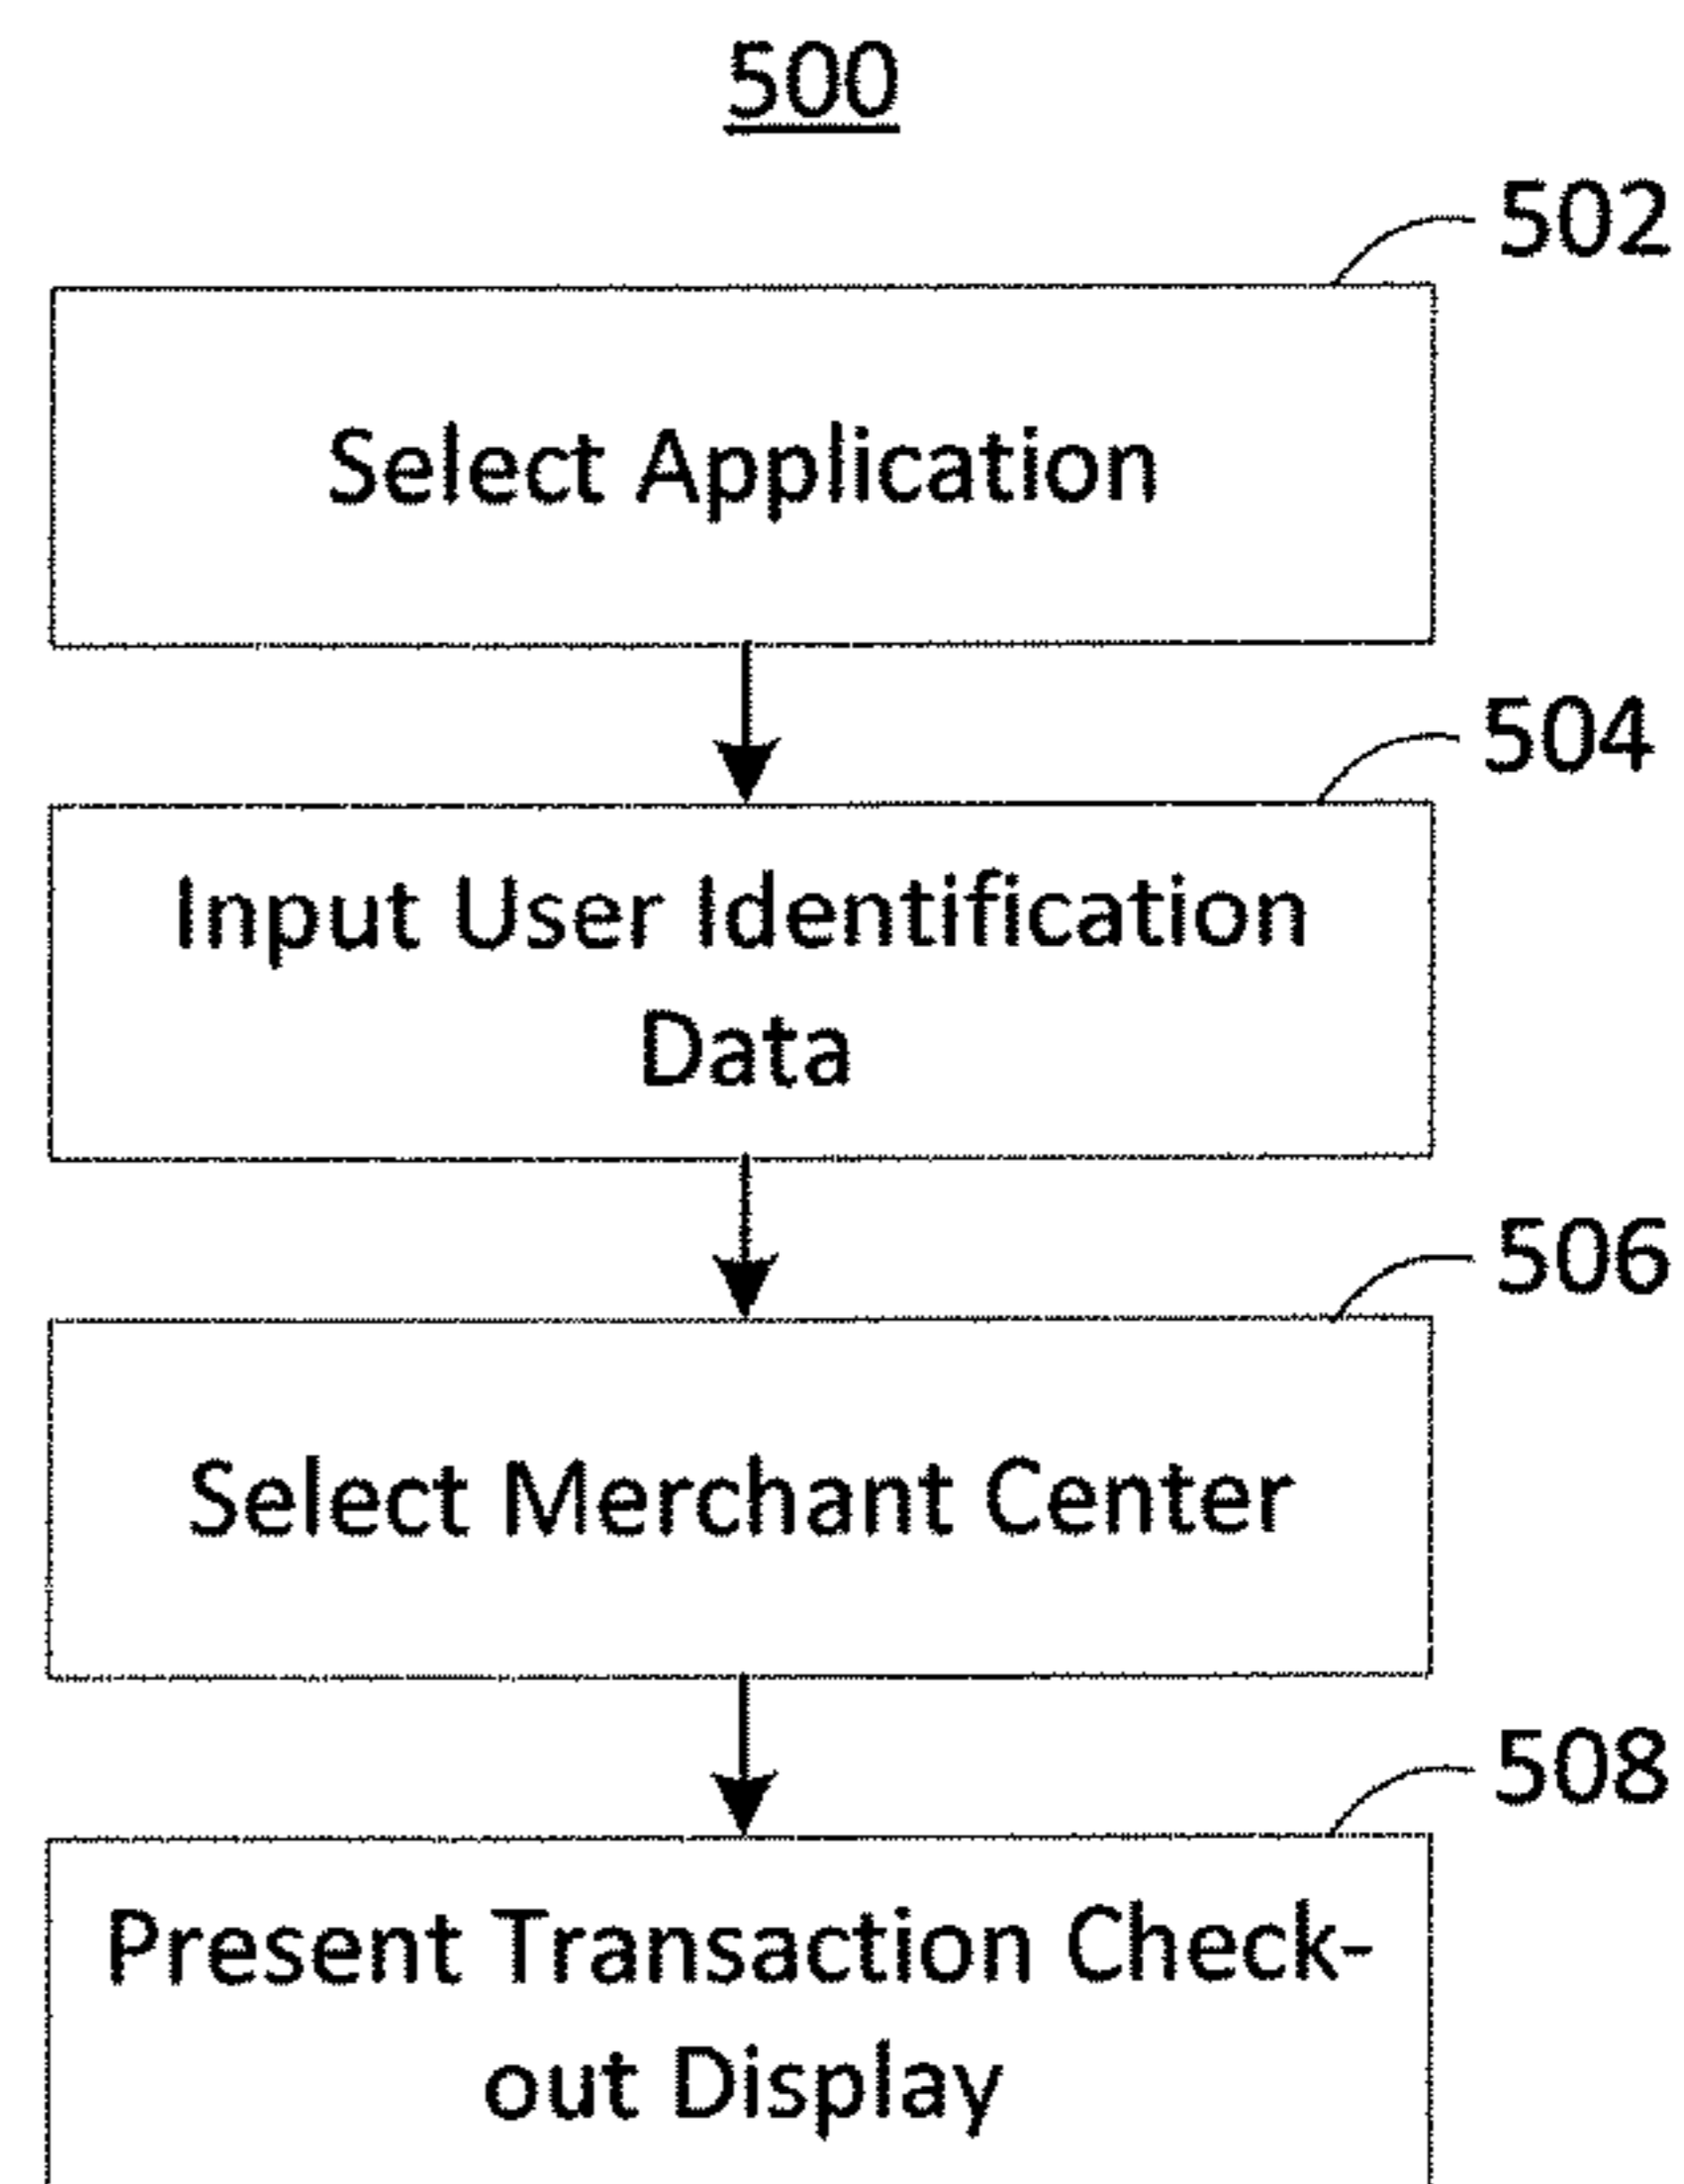 500
502
Select Application
504
Input User Identification
Data
506
Select Merchant Center
508
Present Transaction Check-
out Display